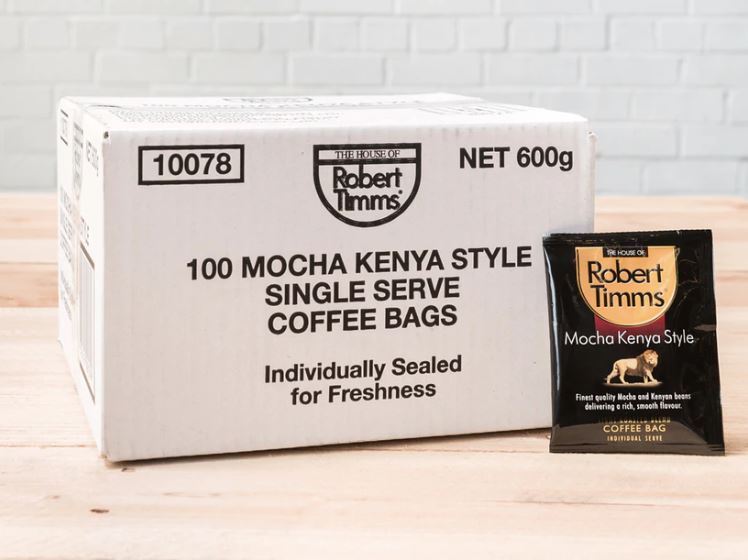 10078
THE HOUSE OF
Robert
Timms
NET 600g
100 MOCHA KENYA STYLE
SINGLE SERVE
COFFEE BAGS
Individually Sealed
for Freshness
THE HOUSE OF
Robert
Timms
Mocha Kenya Style
Finest quality Mocha and Kenyan beans
delivering a rich, smooth flavour.
COFFEE BAG
INDIVIDUAL SERVE